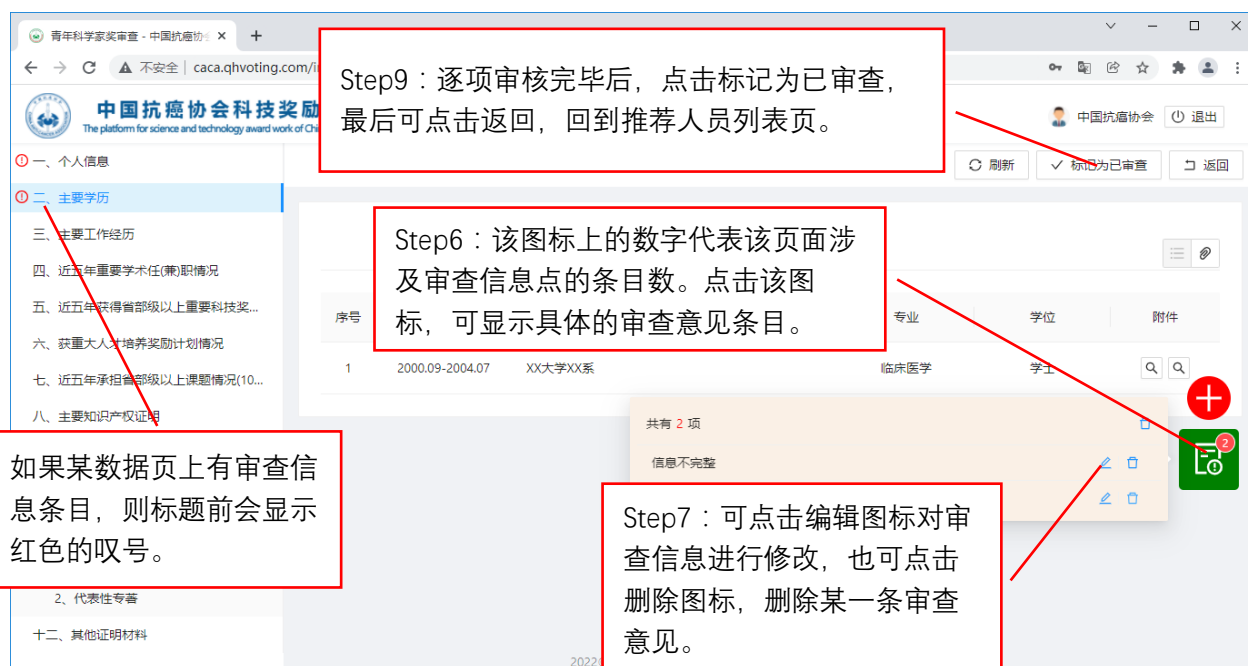 青年科学家奖审查 - 中国抗癌协会
不安全 | caca.qhvoting.com/i
中国抗癌协会科技奖励
The platform for science and technology award work of Chi
中国抗癌协会
退出
刷新
标记为已审查
返回
Step9：逐项审核完毕后，点击标记为已审查，
最后可点击返回，回到推荐人员列表页。
一、个人信息
二、主要学历
三、主要工作经历
四、近五年重要学术任(兼)职情况
五、近五年获得省部级以上重要科技奖...
六、获重大人才培养奖励计划情况
七、近五年承担省部级以上课题情况(10...
八、主要知识产权证明
2、代表性专著
十二、其他证明材料
Step6：该图标上的数字代表该页面涉
及审查信息点的条目数。点击该图
标，可显示具体的审查意见条目。
序号
专业
学位
附件
1
2000.09-2004.07
XX大学XX系
临床医学
学士
共有 2 项
信息不完整
2
如果某数据页上有审查信
息条目，则标题前会显示
红色的叹号。
Step7：可点击编辑图标对审
查信息进行修改，也可点击
删除图标，删除某一条审查
意见。